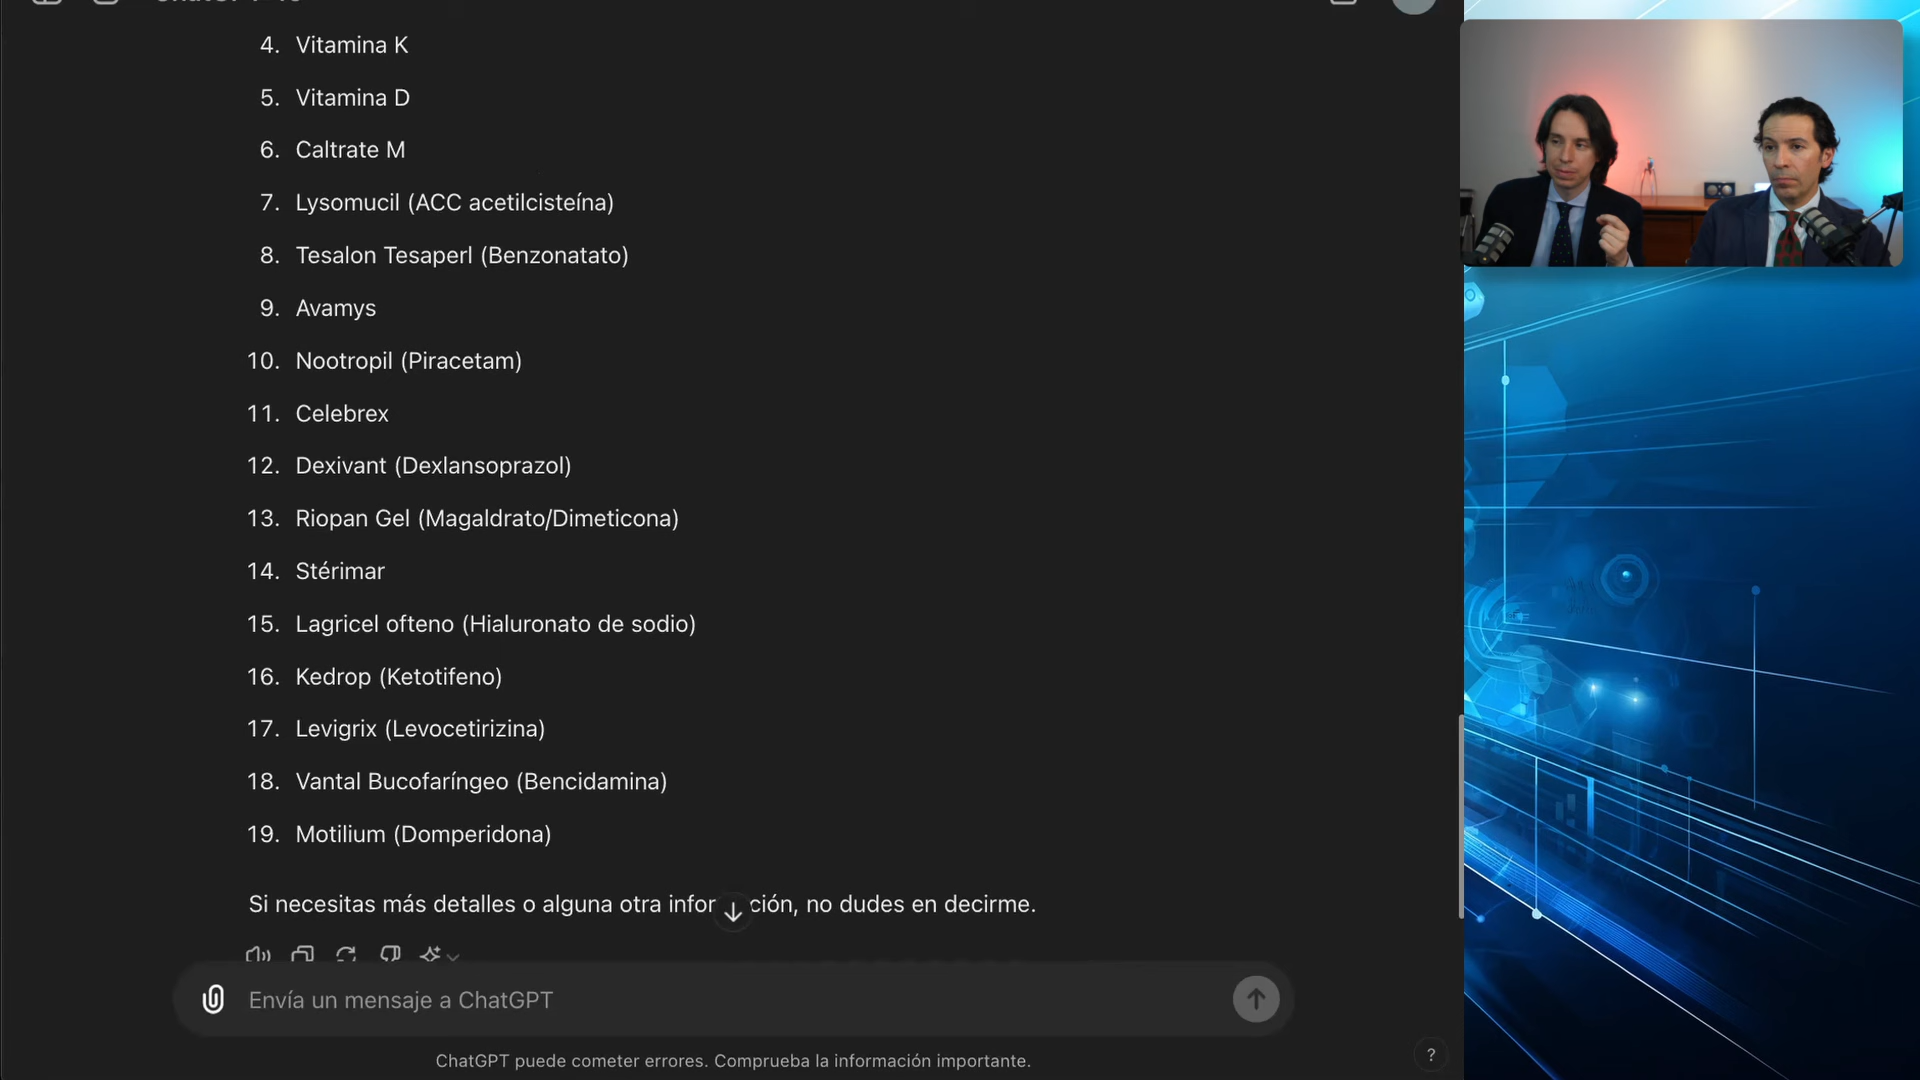 4. Vitamina K
5. Vitamina D
6. Caltrate M
7. Lysomucil (ACC acetilcisteína)
8. Tesalon Tesaperl (Benzonatato)
9. Avamys
10. Nootropil (Piracetam)
11. Celebrex
12. Dexivant (Dexlansoprazol)
13. Riopan Gel (Magaldrato/Dimeticona)
14. Stérimar
15. Lagricel ofteno (Hialuronato de sodio)
16. Kedrop (Ketotifeno)
17. Levigrix (Levocetirizina)
18. Vantal Bucofaríngeo (Bencidamina)
19. Motilium (Domperidona)
Si necesitas más detalles o alguna otra infor ción, no dudes en decirme.
Envía un mensaje a ChatGPT
ChatGPT puede cometer errores. Comprueba la información importante.
?